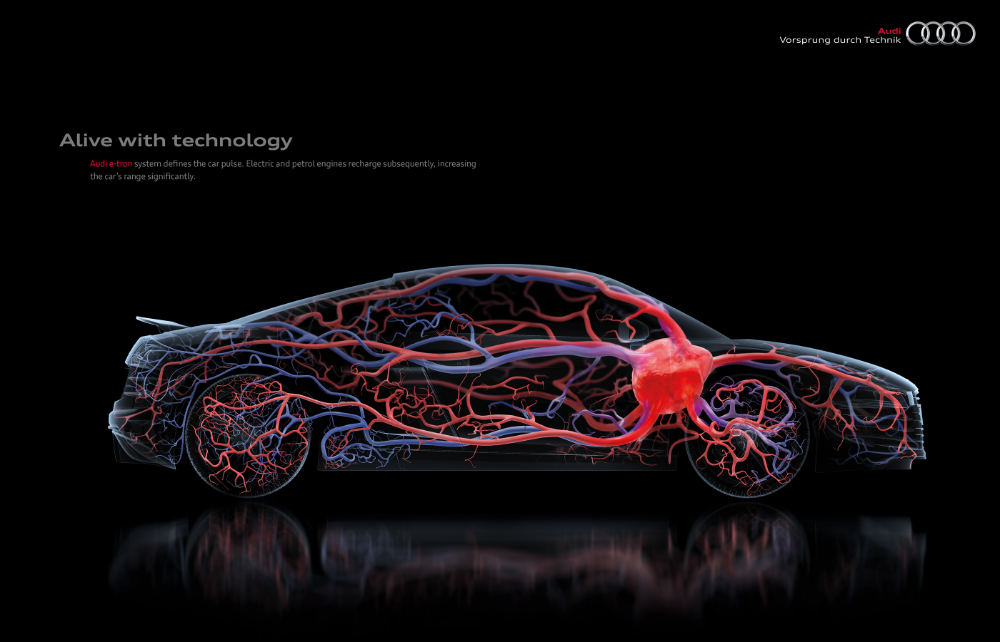 Audi
Vorsprung durch Technik
Alive with technology
Audi e-tron system defines the car pulse. Electric and petrol engines recharge subsequently, increasing
the car's range significantly.